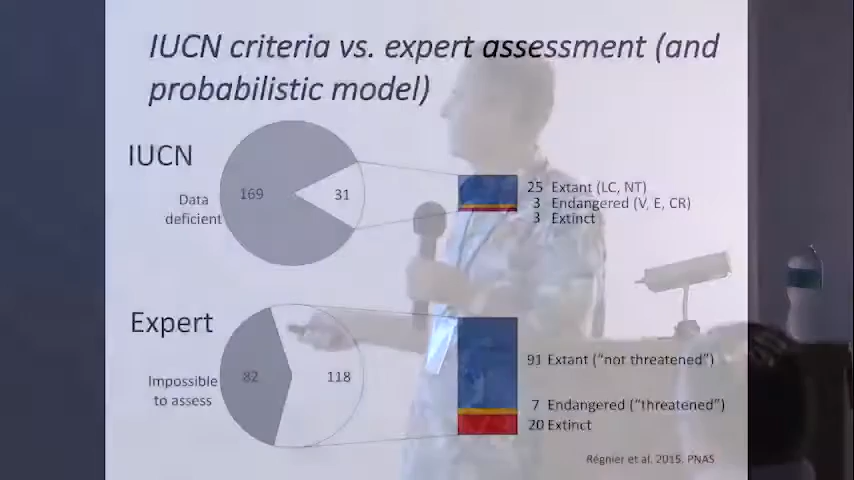 IUCN criteria vs. expert assessment (and
probabilistic model)
IUCN
Data
deficient
169
31
25 Extant (LC, NT)
3 Endangered (V, E, CR)
3 Extinct
Expert
Impossible
to assess
82
118
91 Extant (“not threatened”)
7 Endangered (“threatened”)
20 Extinct
Régnier et al. 2015. PNAS